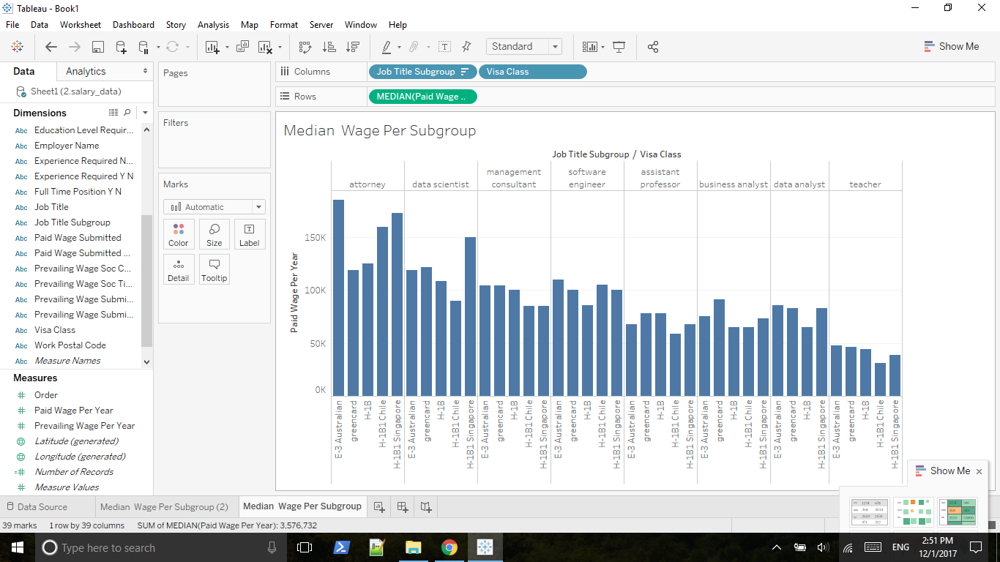 Tableau - Book1
File Data Worksheet Dashboard Story Analysis Map Format Server Window Help
Standard
Show Me
Data Analytics
Sheet1 (2.salary_data)
Dimensions
Abc Education Level Requir...
Abc Employer Name
Abc Experience Required N...
Abc Experience Required Y N
Abc Full Time Position Y N
Abc Job Title
Abc Job Title Subgroup
Abc Paid Wage Submitted
Abc Paid Wage Submitted ...
Abc Prevailing Wage Soc C...
Abc Prevailing Wage Soc Ti...
Abc Prevailing Wage Submi...
Abc Prevailing Wage Submi...
Abc Visa Class
Abc Work Postal Code
Abc Measure Names
Measures
Order
Paid Wage Per Year
Prevailing Wage Per Year
Latitude (generated)
Longitude (generated)
Number of Records
Measure Values
Pages
Filters
Marks
Automatic
Color Size Label
Detail Tooltip
Columns Job Title Subgroup Visa Class
Rows MEDIAN(Paid Wage ..
Median Wage Per Subgroup
Job Title Subgroup / Visa Class
attorney
data scientist
management
consultant
software
engineer
assistant
professor
business analyst
data analyst
teacher
Paid Wage Per Year
150K
100K
50K
0K
E-3 Australian
greencard
H-1B
H-1B1 Chile
H-1B1 Singapore
E-3 Australian
greencard
H-1B
H-1B1 Chile
H-1B1 Singapore
E-3 Australian
greencard
H-1B
H-1B1 Chile
H-1B1 Singapore
E-3 Australian
greencard
H-1B
H-1B1 Chile
H-1B1 Singapore
E-3 Australian
greencard
H-1B
H-1B1 Chile
H-1B1 Singapore
E-3 Australian
greencard
H-1B
H-1B1 Chile
H-1B1 Singapore
E-3 Australian
greencard
H-1B
H-1B1 Singapore
E-3 Australian
greencard
H-1B
H-1B1 Chile
H-1B1 Singapore
Show Me
Data Source Median Wage Per Subgroup (2) Median Wage Per Subgroup
39 marks 1 row by 39 columns SUM of MEDIAN(Paid Wage Per Year): 3,576,732
Type here to search
ENG
2:51 PM
12/1/2017